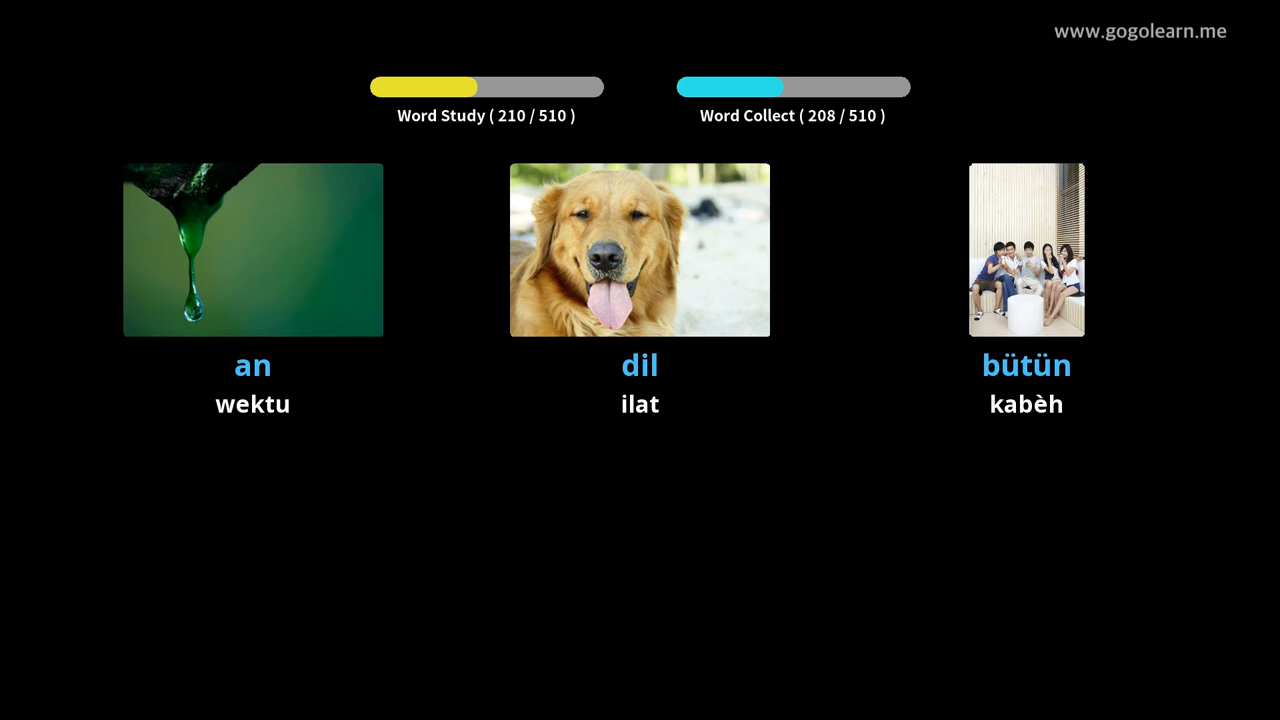 www.gogolearn.me
Word Study ( 210 / 510 )
Word Collect ( 208 / 510 )
an
wektu
dil
ilat
bütün
kabèh